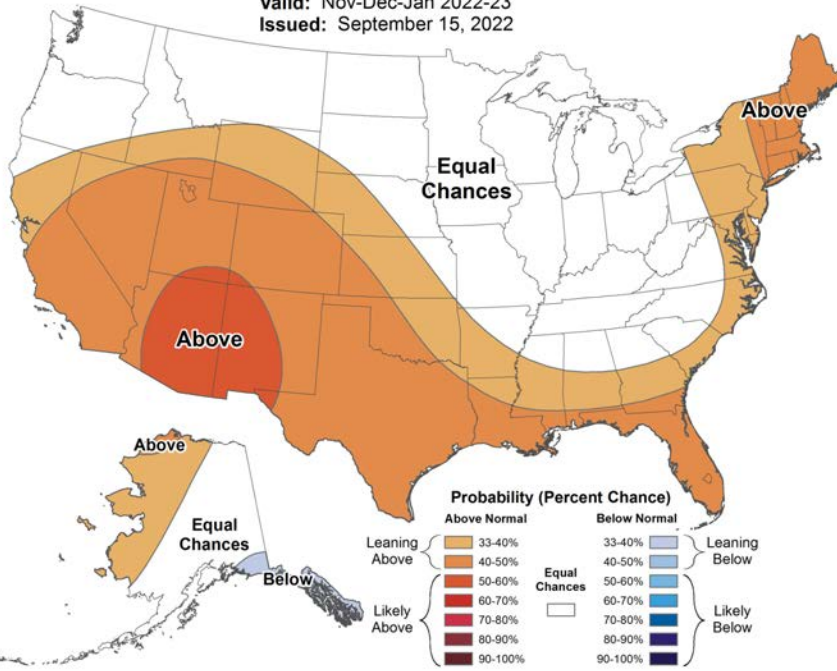 Valid: Nov-Dec-Jan 2022-23
Issued: September 15, 2022
Above
Equal
Chances
Above
Above
Equal
Chances
Below
Probability (Percent Chance)
Above Normal
Below Normal
Leaning
Above
33-40%
40-50%
Likely
Above
50-60%
60-70%
70-80%
80-90%
90-100%
Equal
Chances
33-40%
40-50%
Leaning
Below
50-60%
60-70%
70-80%
80-90%
90-100%
Likely
Below